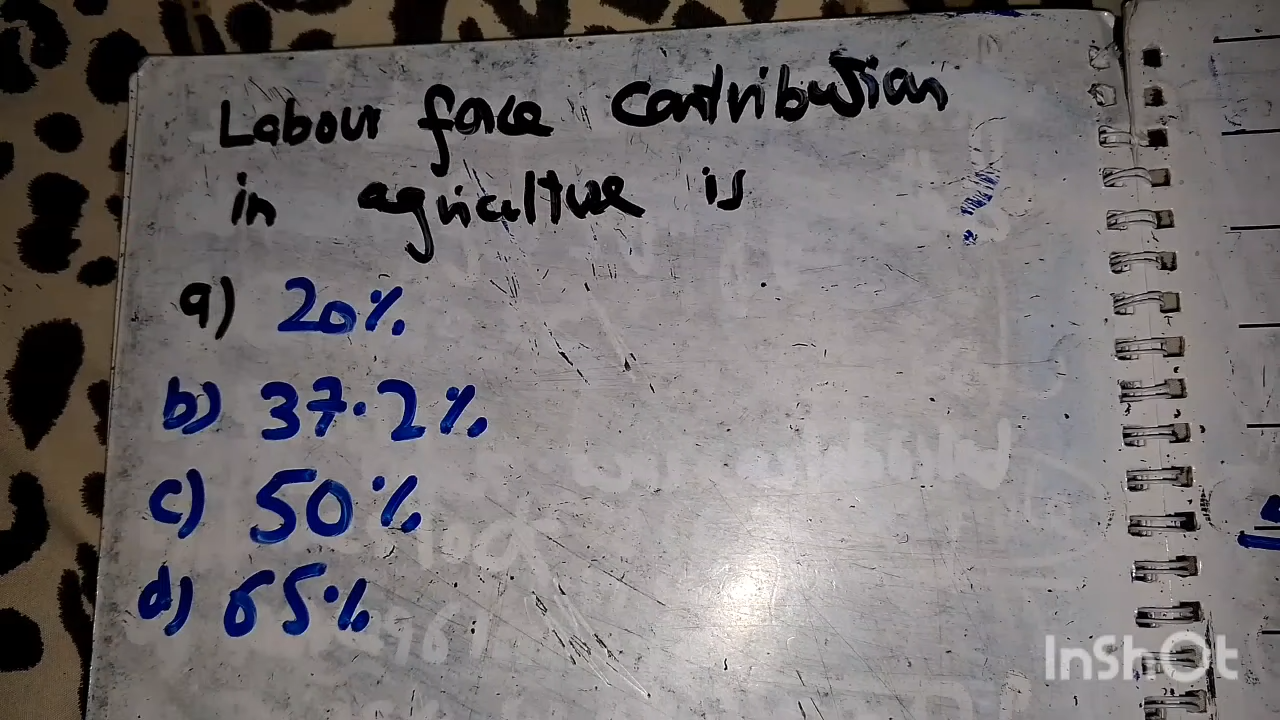 Labour force contribution
in agriculture is
a) 20%.
b) 37.2%.
c) 50%.
d) 65%.
InShOt